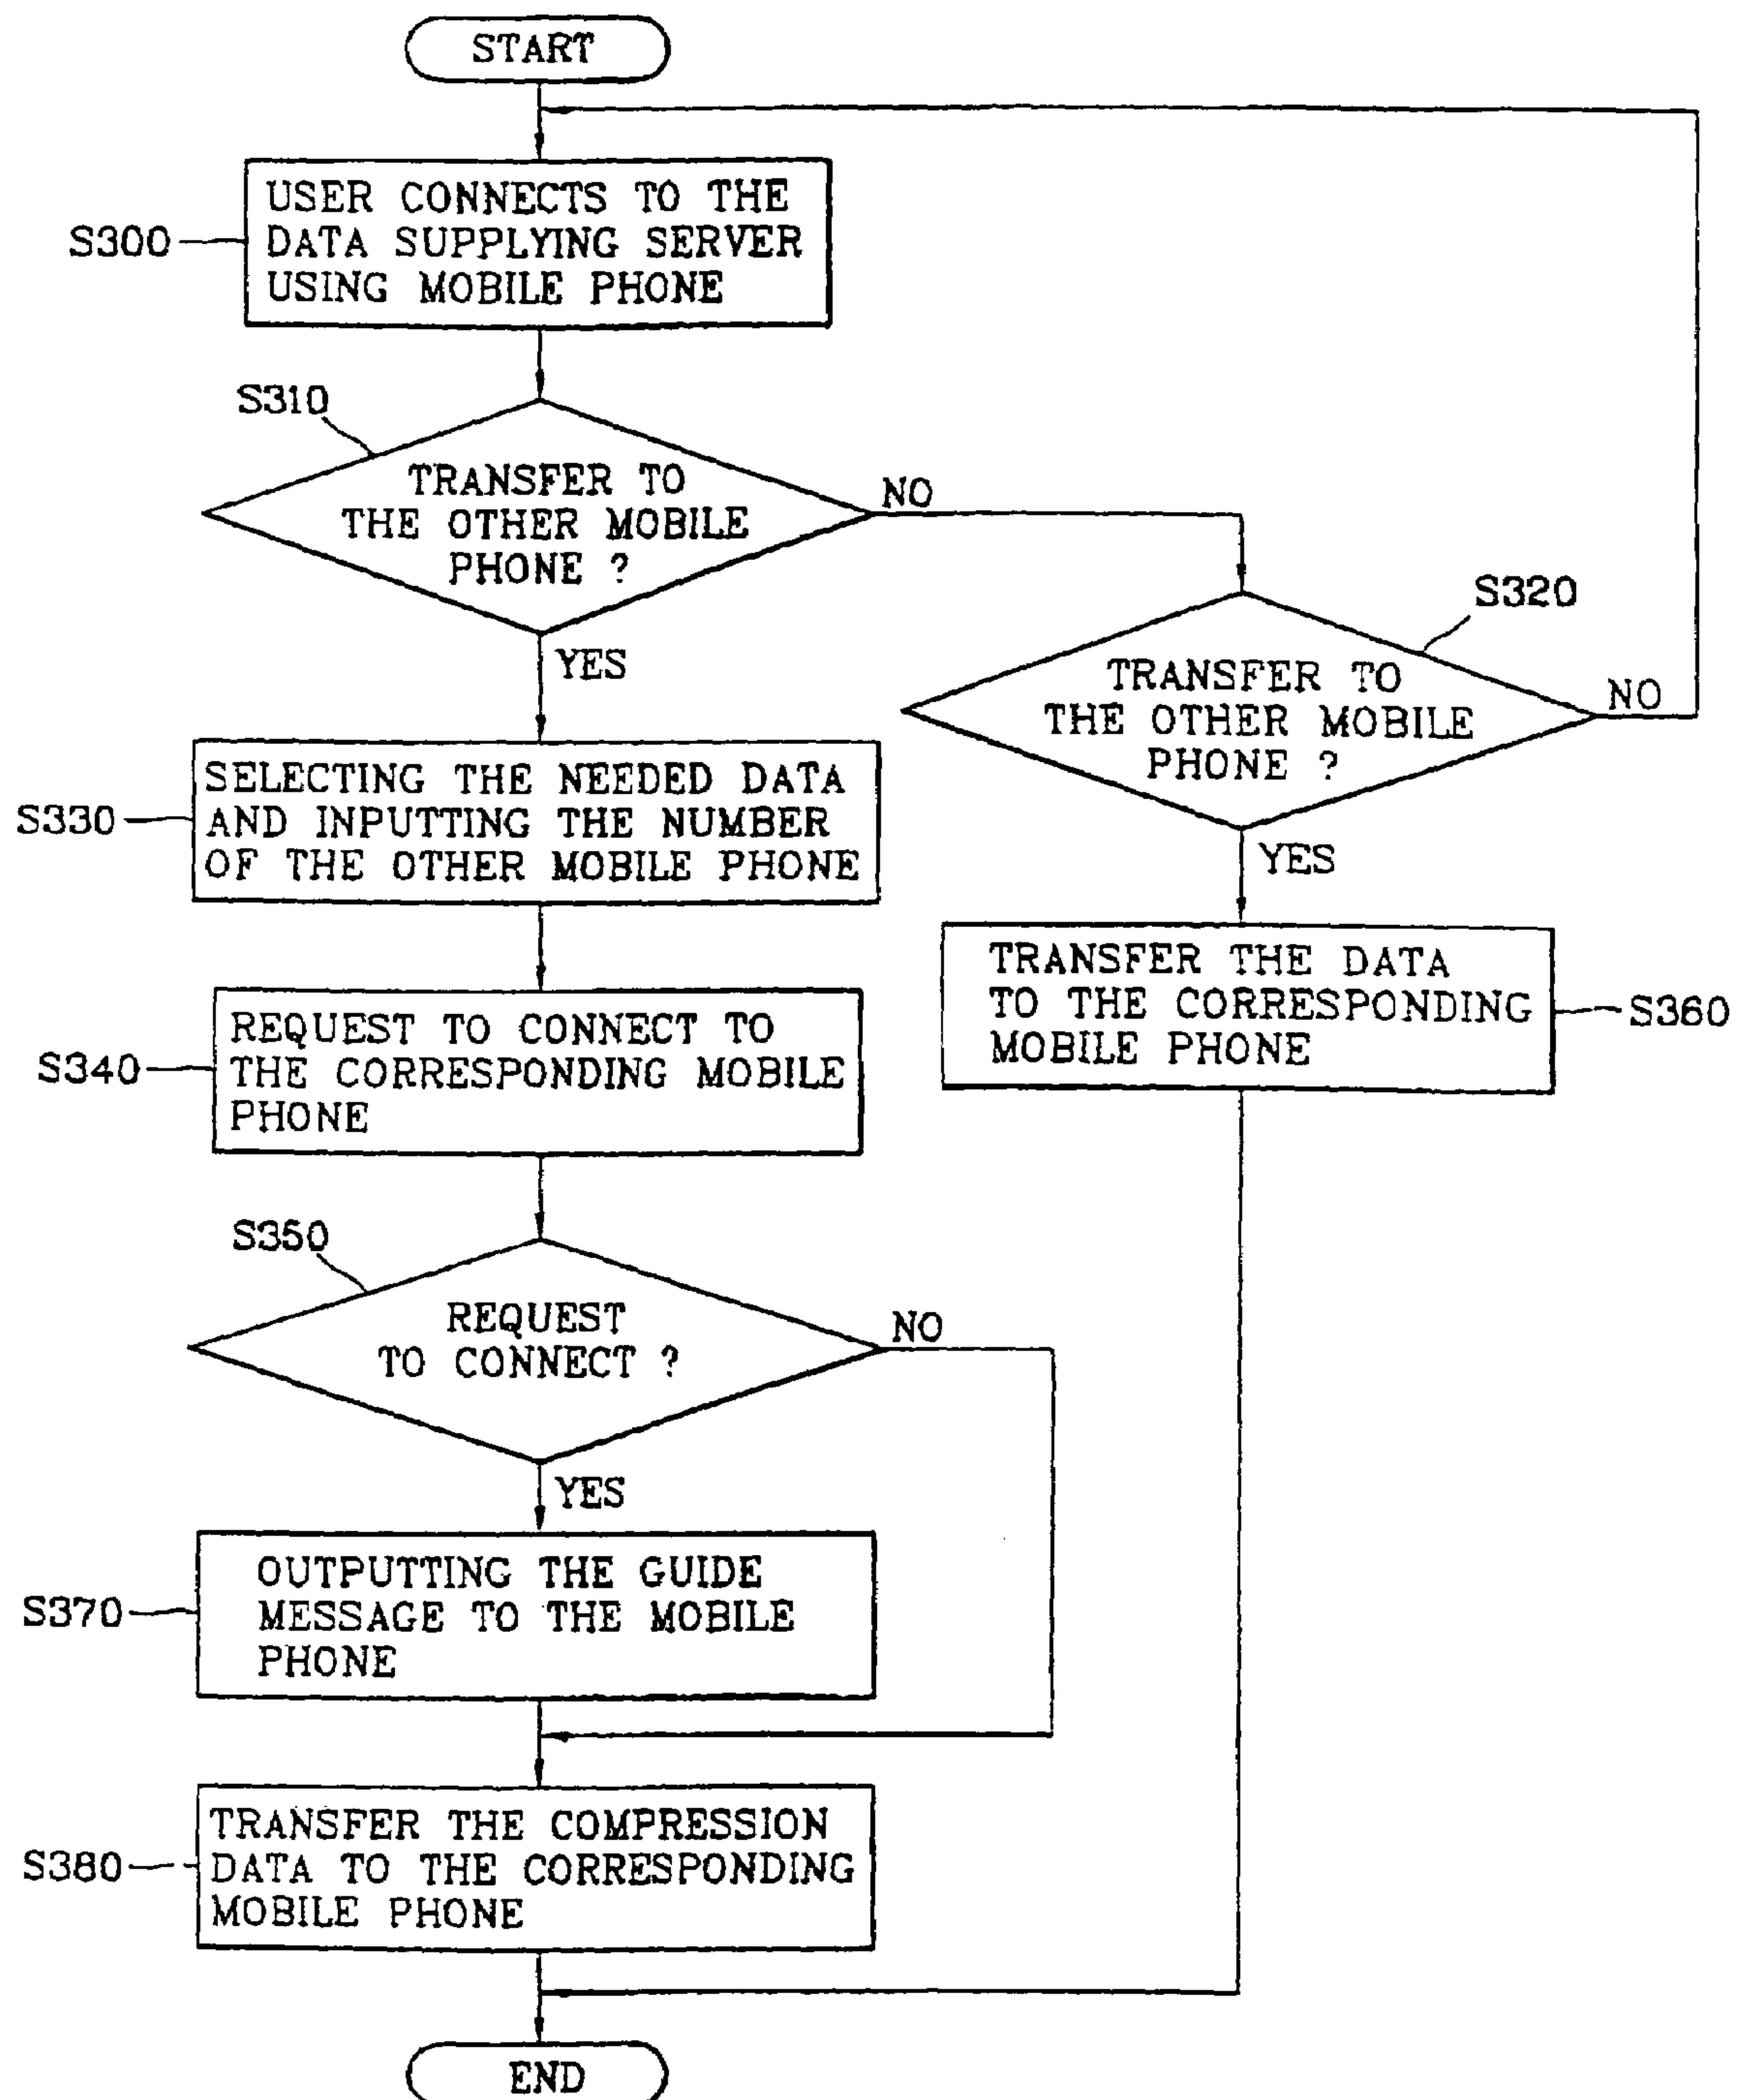 START
S300
USER CONNECTS TO THE
DATA SUPPLYING SERVER
USING MOBILE PHONE
S310
TRANSFER TO
THE OTHER MOBILE
PHONE ?
NO
YES
S320
TRANSFER TO
THE OTHER MOBILE
PHONE ?
NO
YES
S330
SELECTING THE NEEDED DATA
AND INPUTTING THE NUMBER
OF THE OTHER MOBILE PHONE
TRANSFER THE DATA
TO THE CORRESPONDING
MOBILE PHONE
S360
S340
REQUEST TO CONNECT TO
THE CORRESPONDING MOBILE
PHONE
S350
REQUEST
TO CONNECT ?
NO
YES
S370
OUTPUTTING THE GUIDE
MESSAGE TO THE MOBILE
PHONE
S380
TRANSFER THE COMPRESSION
DATA TO THE CORRESPONDING
MOBILE PHONE
END